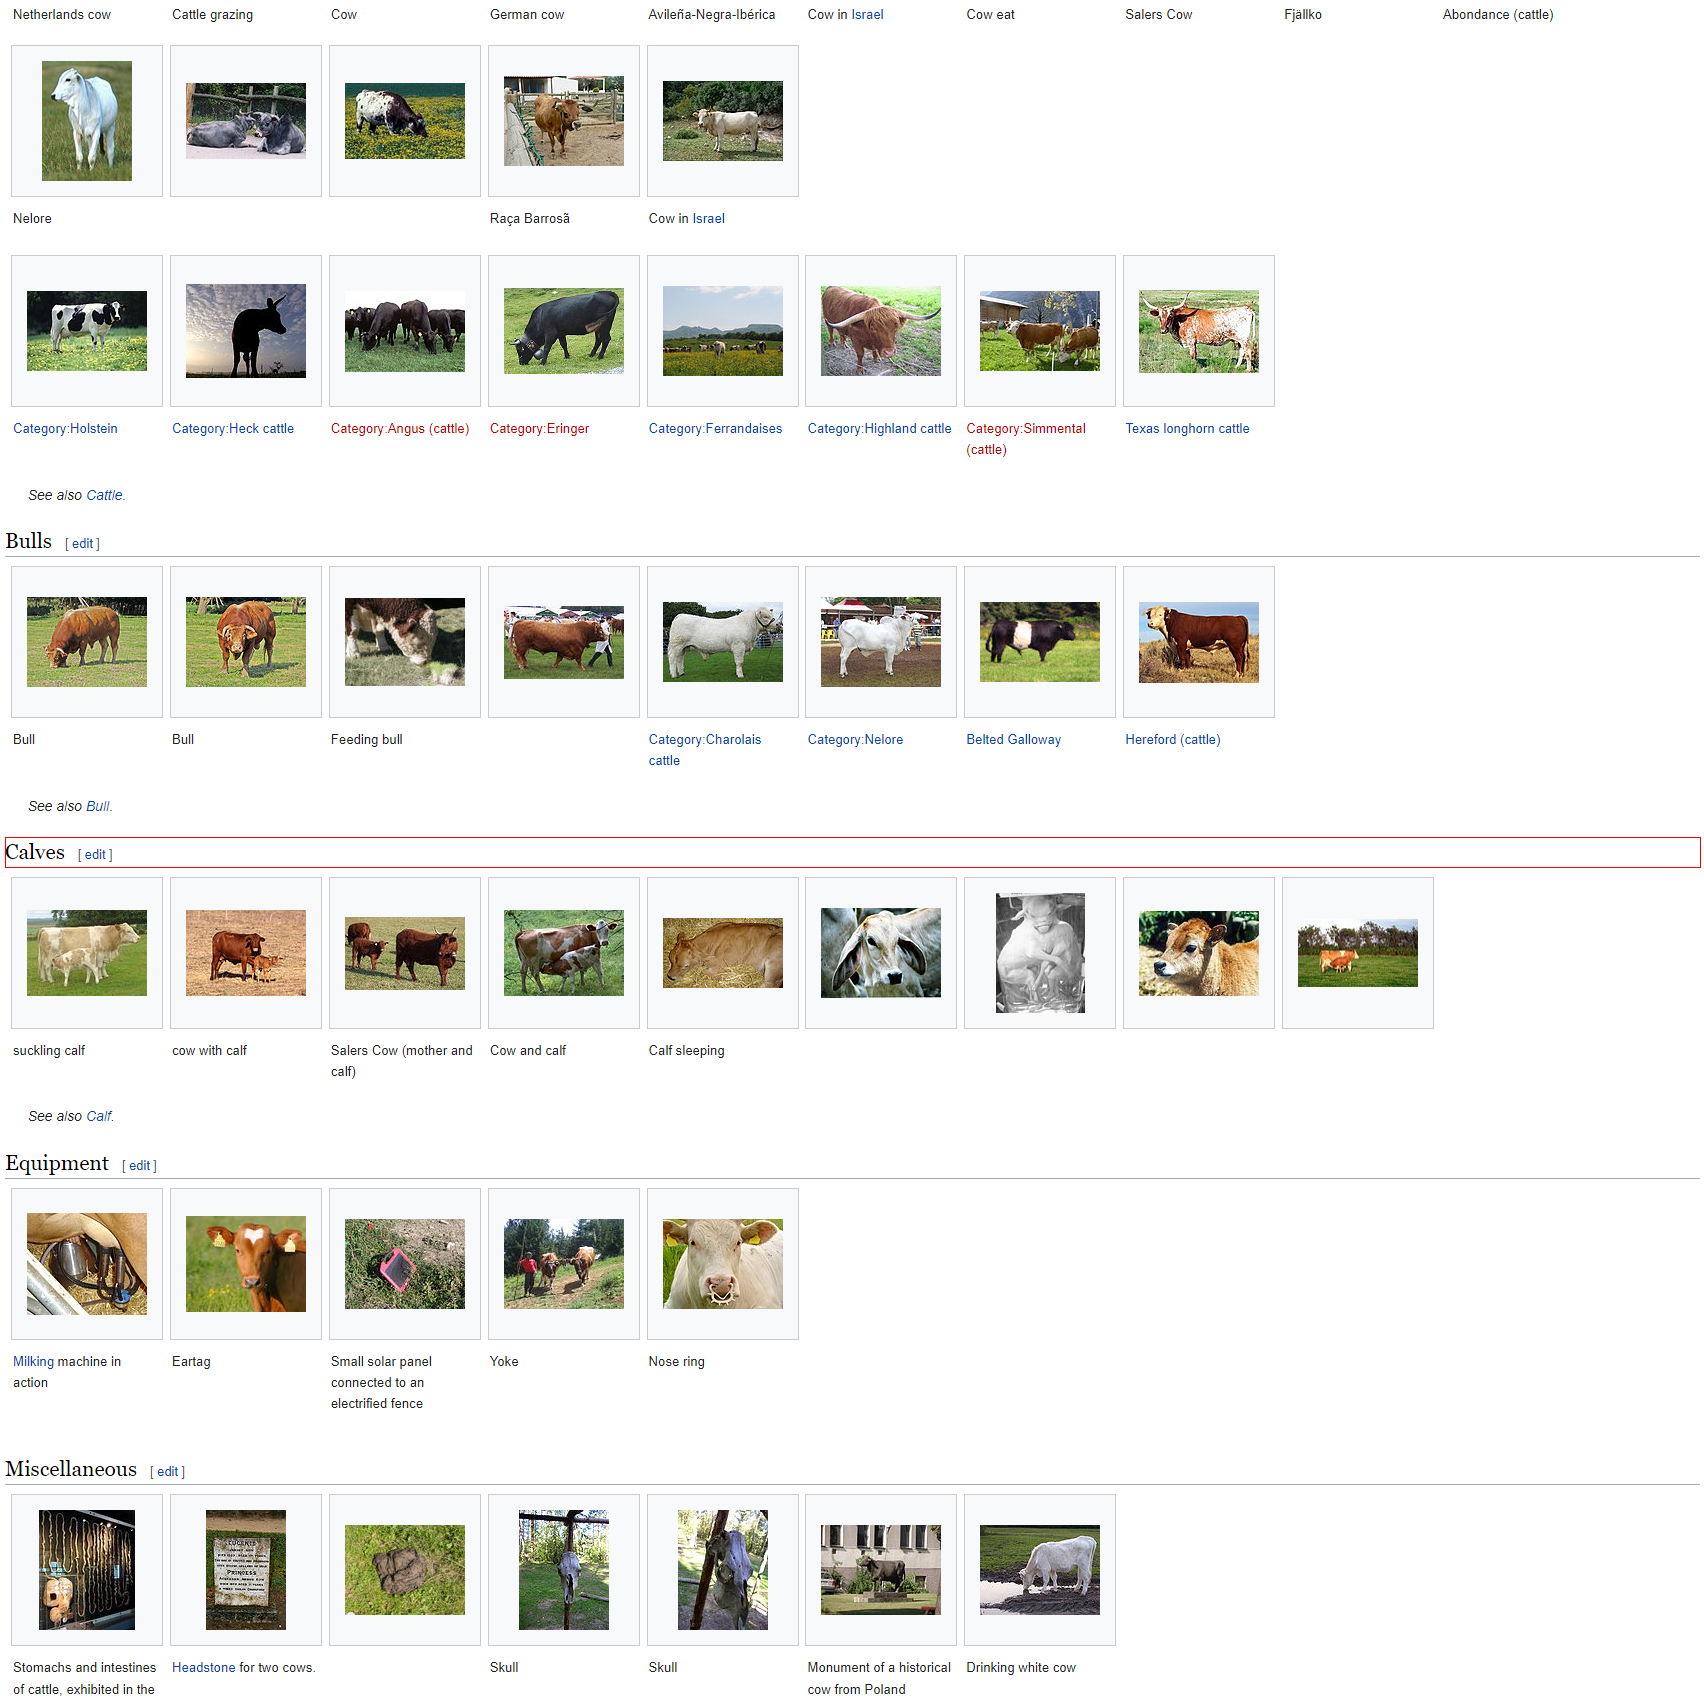 Netherlands cow
Cattle grazing
Cow
German cow
Avileña-Negra-Ibérica
Cow in Israel
Cow eat
Salers Cow
Fjällko
Abondance (cattle)
Nelore
Raça Barrosã
Cow in Israel
Category:Holstein
Category:Heck cattle
Category:Angus (cattle)
Category:Eringer
Category:Ferrandaises
Category:Highland cattle
Category:Simmental
(cattle)
Texas longhorn cattle
See also Cattle.
Bulls [ edit ]
Bull
Bull
Feeding bull
Category:Charolais
cattle
Category:Nelore
Belted Galloway
Hereford (cattle)
See also Bull.
Calves [ edit ]
suckling calf
cow with calf
Salers Cow (mother and
calf)
Cow and calf
Calf sleeping
See also Calf.
Equipment [ edit ]
Milking machine in
action
Eartag
Small solar panel
connected to an
electrified fence
Yoke
Nose ring
Miscellaneous [ edit ]
PRINCESS
Stomachs and intestines
of cattle, exhibited in the
Headstone for two cows.
Skull
Skull
Monument of a historical
cow from Poland
Drinking white cow